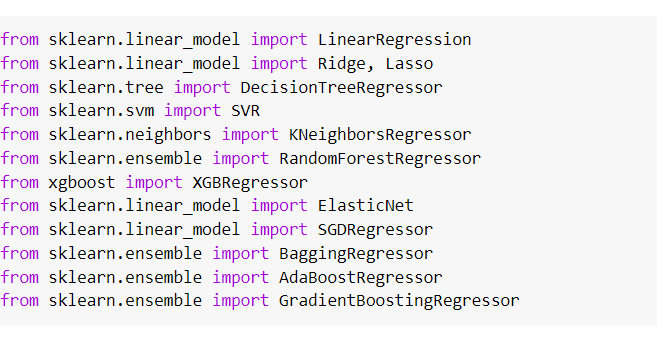 from sklearn.linear_model import LinearRegression
from sklearn.linear_model import Ridge, Lasso
from sklearn.tree import DecisionTreeRegressor
from sklearn.svm import SVR
from sklearn.neighbors import KNeighborsRegressor
from sklearn.ensemble import RandomForestRegressor
from xgboost import XGBRegressor
from sklearn.linear_model import ElasticNet
from sklearn.linear_model import SGDRegressor
from sklearn.ensemble import BaggingRegressor
from sklearn.ensemble import AdaBoostRegressor
from sklearn.ensemble import GradientBoostingRegressor